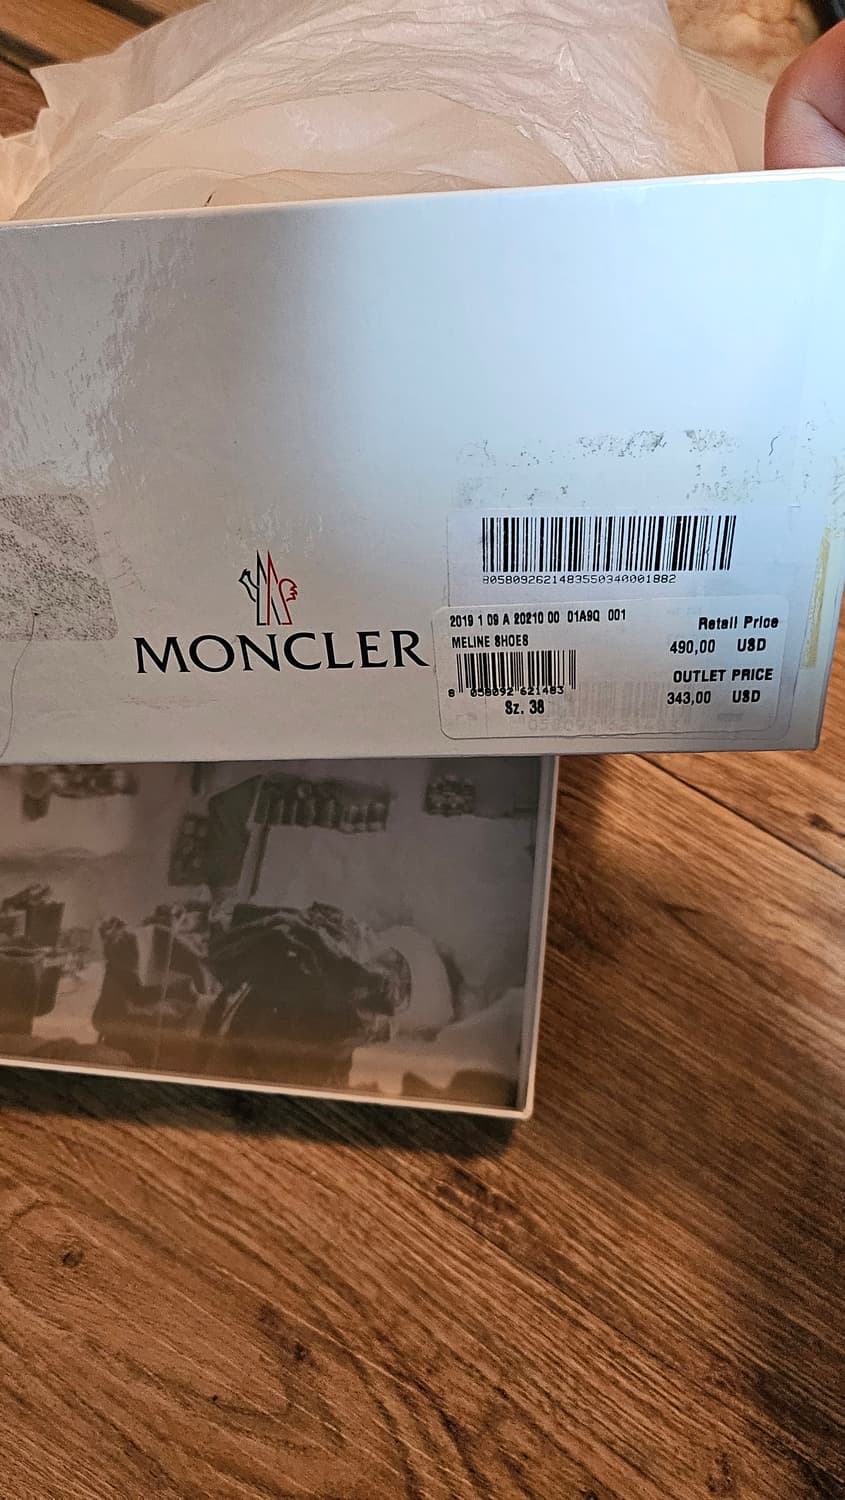 8058092621483550340001882
MONCLER
2019 1 09 A 20210 00 01A9Q 001
MELINE SHOES
8 058092 621483
Sz. 38
Retail Price
490,00 USD
OUTLET PRICE
343,00 USD